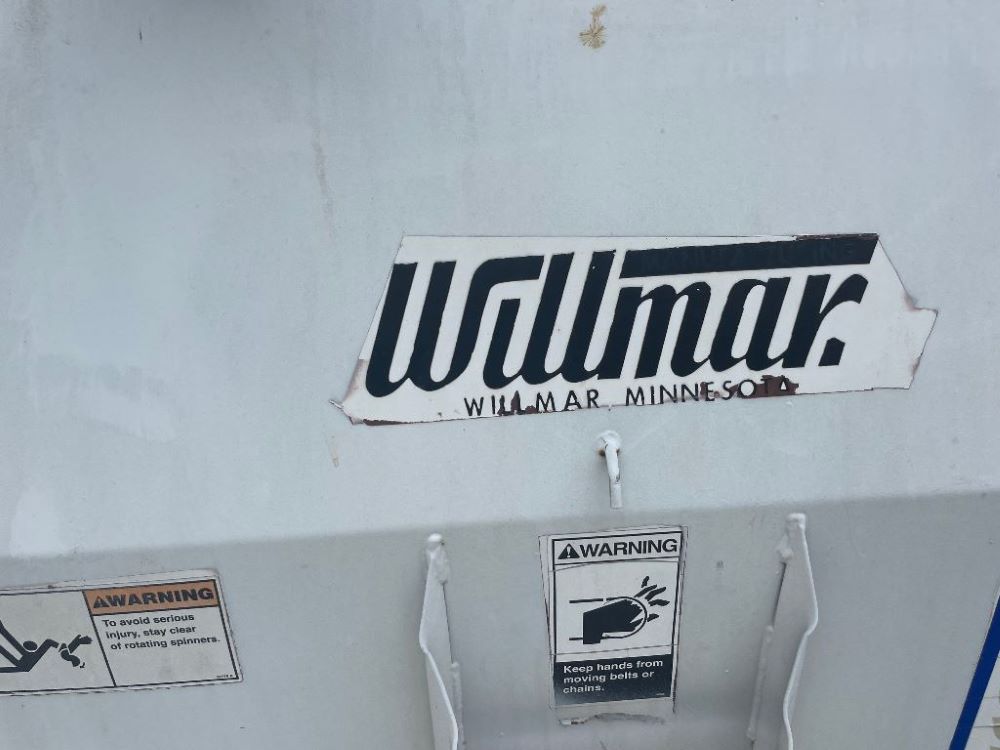 Willmar.
WILLMAR, MINNESOTA
WARNING
To avoid serious
injury, stay clear
of rotating spinners.
WARNING
Keep hands from
moving belts or
chains.